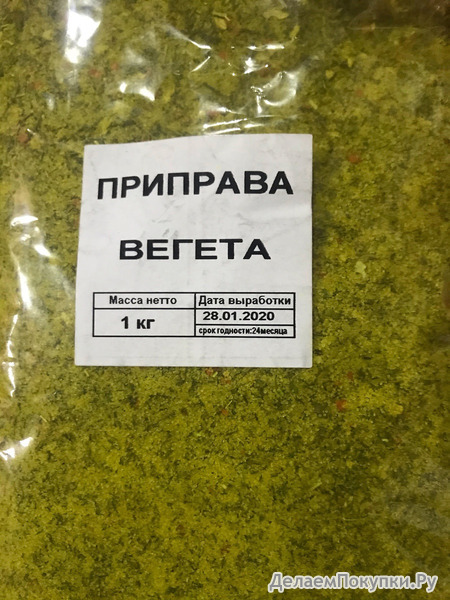 ПРИПРАВА
ВЕГЕТА
Масса нетто
Дата выработки
1 кг
28.01.2020
срок годности:24месяца
ДелаемПокупки.Ру